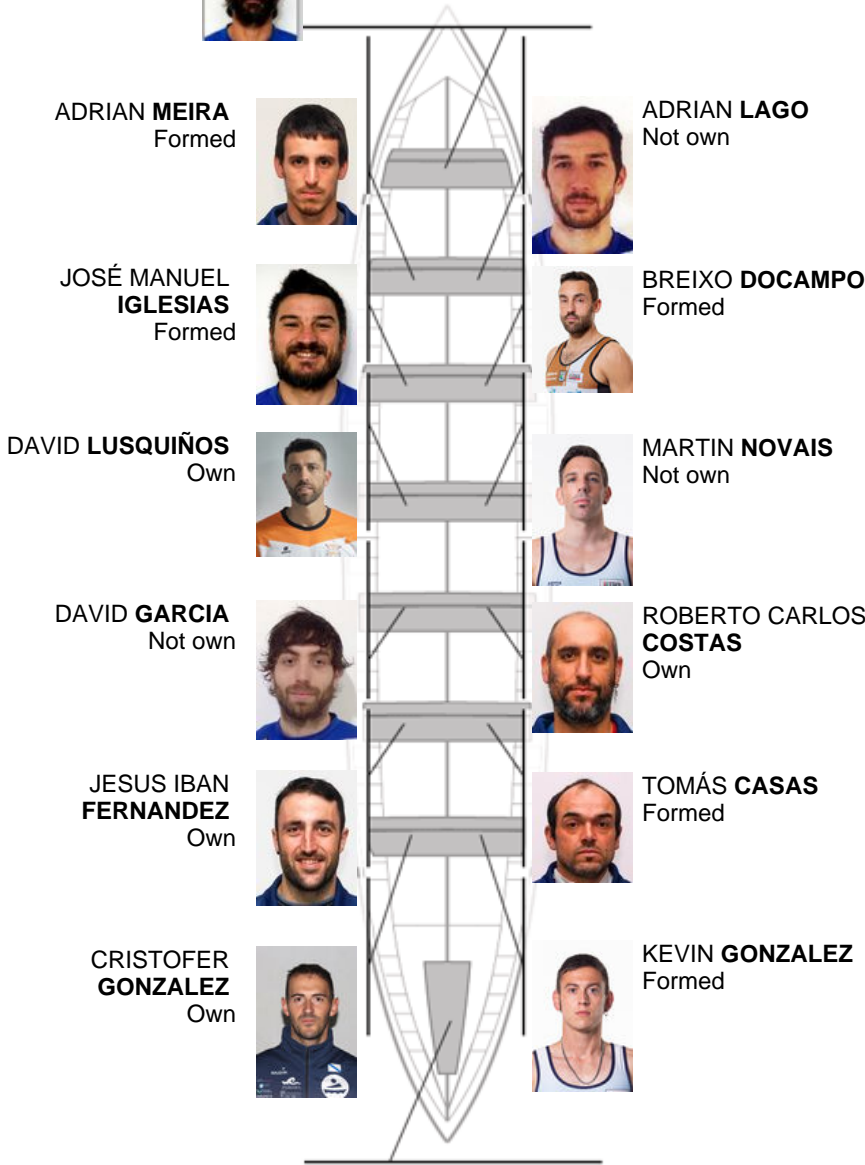 ADRIAN MEIRA
Formed
ADRIAN LAGO
Not own
JOSÉ MANUEL
IGLESIAS
Formed
BREIXO DOCAMPO
Formed
DAVID LUSQUIÑOS
Own
MARTIN NOVAIS
Not own
DAVID GARCIA
Not own
ROBERTO CARLOS
COSTAS
Own
JESUS IBAN
FERNANDEZ
Own
TOMÁS CASAS
Formed
CRISTOFER
GONZALEZ
Own
KEVIN GONZALEZ
Formed